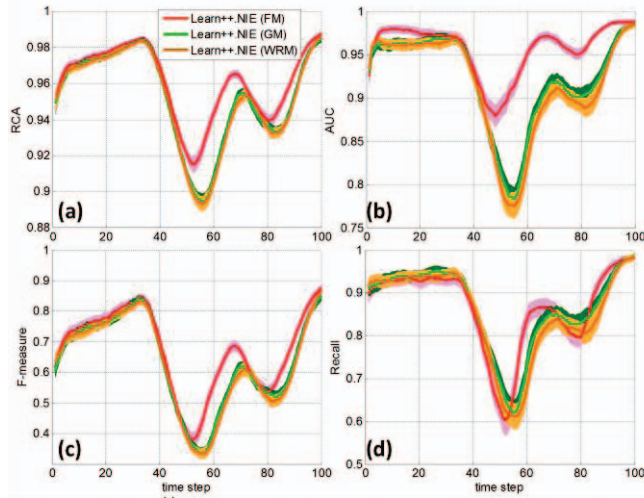 Learn++.NIE (FM)
Learn++.NIE (GM)
Learn++.NIE (WRM)
1
0.98
0.96
0.94
0.92
0.9
0.88
RCA
(a)
0 20 40 60 80 100
1
0.95
0.9
0.85
0.8
0.75
AUC
(b)
0 20 40 60 80 100
1
0.9
0.8
0.7
0.6
0.5
0.4
F-measure
(c)
0 20 40 60 80 100
time step
1
0.9
0.8
0.7
0.6
0.5
Recall
(d)
0 20 40 60 80 100
time step